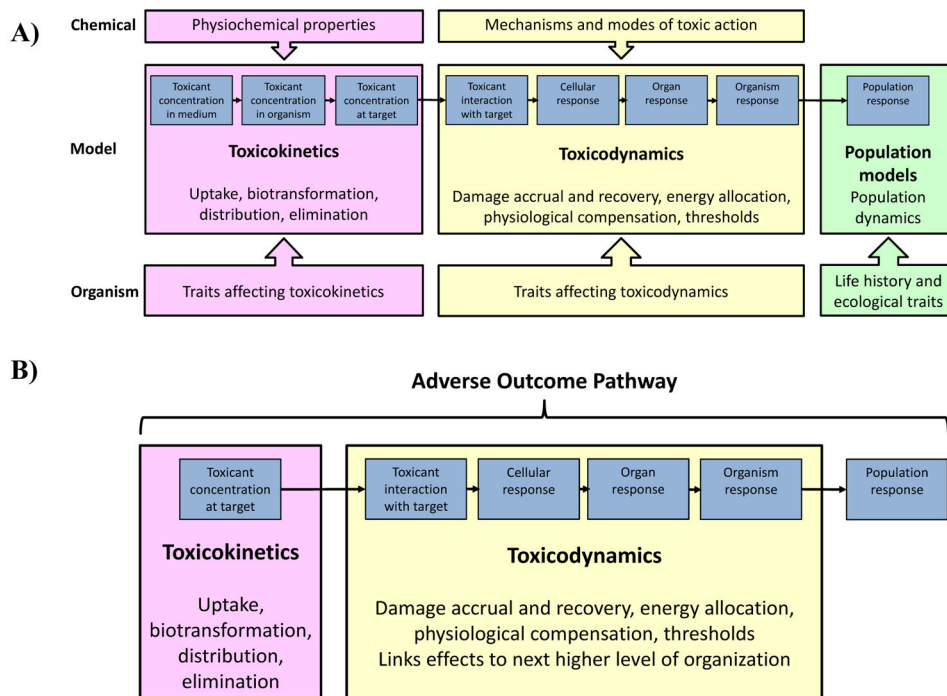 A)
Chemical
Physiochemical properties
Mechanisms and modes of toxic action
Model
Toxicant
concentration
in medium
Toxicant
concentration
in organism
Toxicant
concentration
at target
Toxicokinetics
Uptake, biotransformation,
distribution, elimination
Toxicant
interaction
with target
Cellular
response
Organ
response
Organism
response
Toxicodynamics
Damage accrual and recovery, energy allocation,
physiological compensation, thresholds
Population
response
Population
models
Population
dynamics
Organism
Traits affecting toxicokinetics
Traits affecting toxicodynamics
Life history and
ecological traits
B)
Adverse Outcome Pathway
Toxicant
concentration
at target
Toxicokinetics
Uptake,
biotransformation,
distribution,
elimination
Toxicant
interaction
with target
Cellular
response
Organ
response
Organism
response
Toxicodynamics
Damage accrual and recovery, energy allocation,
physiological compensation, thresholds
Links effects to next higher level of organization
Population
response